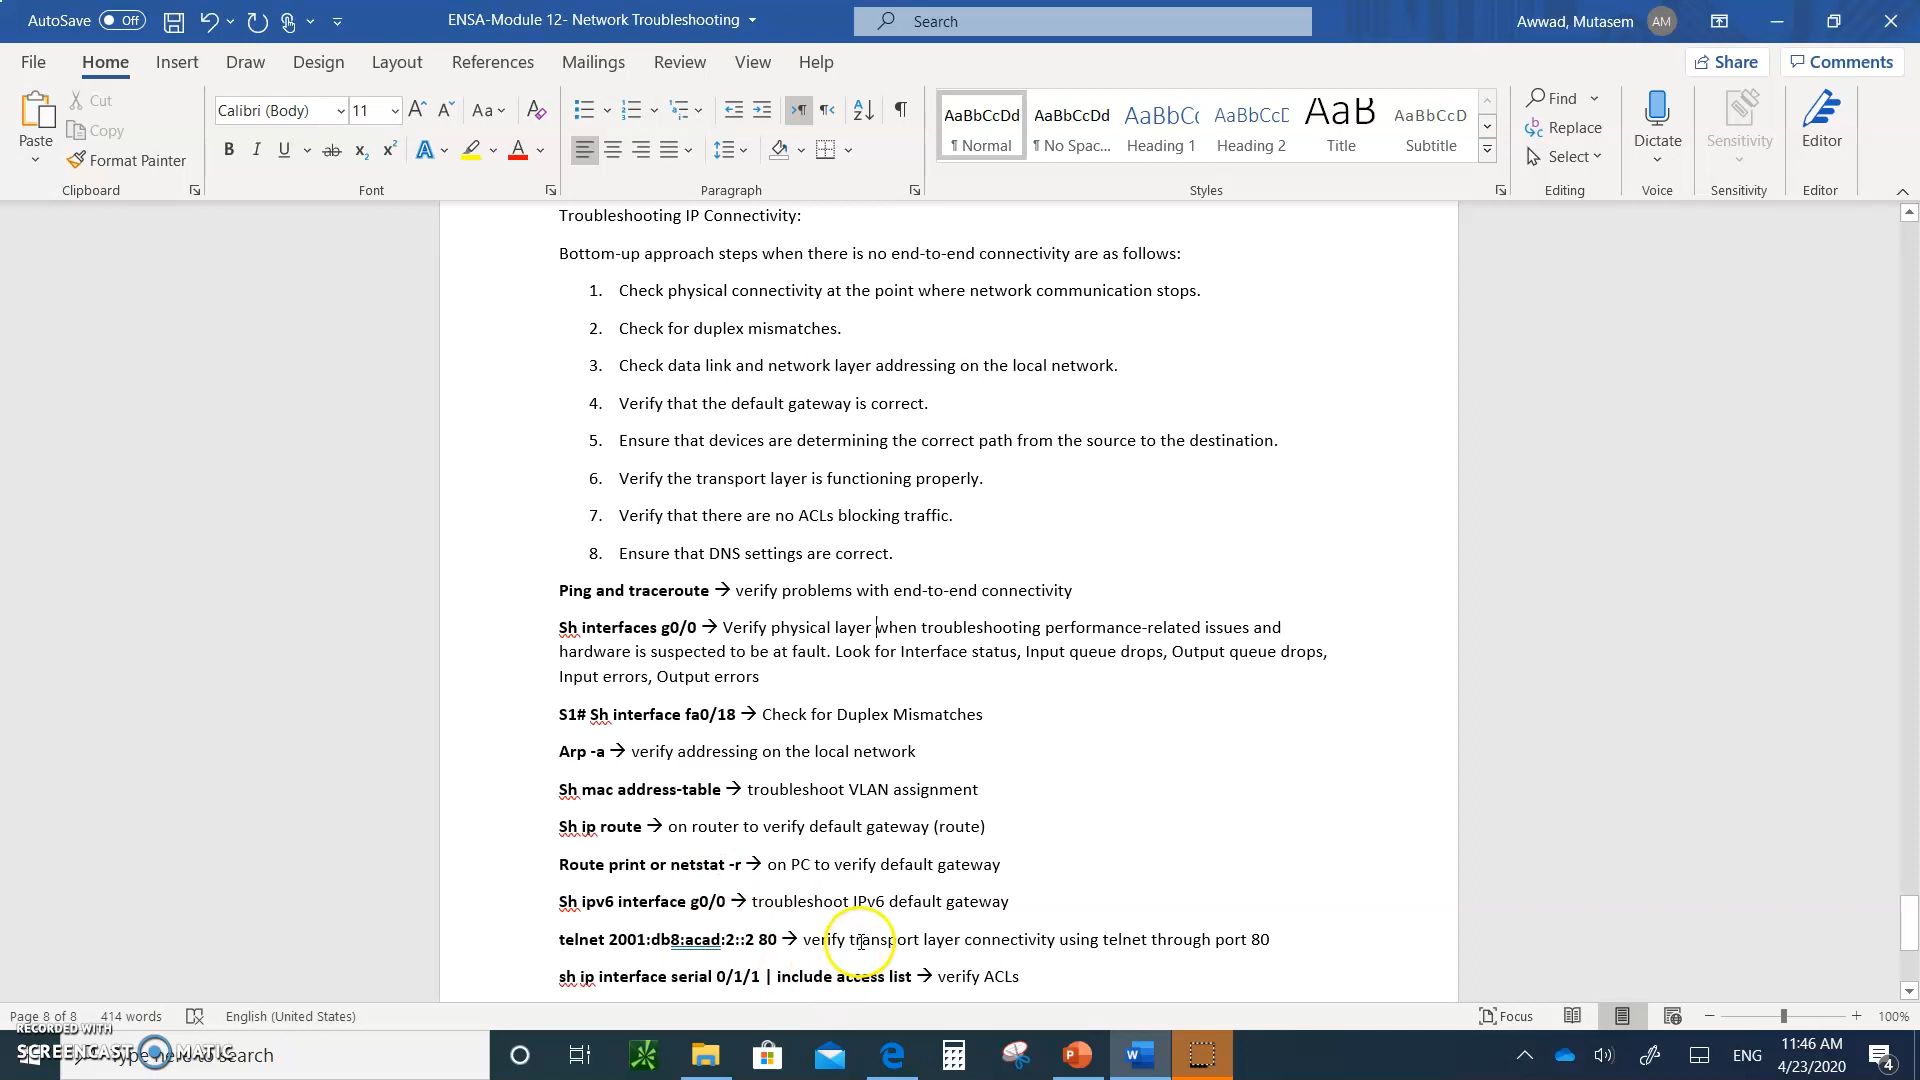 AutoSave Off
ENSA-Module 12- Network Troubleshooting
Search
Awwad, Mutasem AM
File Home Insert Draw Design Layout References Mailings Review View Help
Share Comments
Paste
Cut
Copy
Format Painter
Clipboard
Calibri (Body) 11
Font
Paragraph
AaBbCcDd AaBbCcDd AaBbC( AaBbCcD AaB AaBbCcD
¶ Normal ¶ No Spac... Heading 1 Heading 2 Title Subtitle
Styles
Find
Replace
Select
Editing
Dictate
Voice
Sensitivity
Sensitivity
Editor
Editor
Troubleshooting IP Connectivity:
Bottom-up approach steps when there is no end-to-end connectivity are as follows:
1. Check physical connectivity at the point where network communication stops.
2. Check for duplex mismatches.
3. Check data link and network layer addressing on the local network.
4. Verify that the default gateway is correct.
5. Ensure that devices are determining the correct path from the source to the destination.
6. Verify the transport layer is functioning properly.
7. Verify that there are no ACLs blocking traffic.
8. Ensure that DNS settings are correct.
Ping and traceroute → verify problems with end-to-end connectivity
Sh interfaces g0/0 → Verify physical layer when troubleshooting performance-related issues and
hardware is suspected to be at fault. Look for Interface status, Input queue drops, Output queue drops,
Input errors, Output errors
S1# Sh interface fa0/18 → Check for Duplex Mismatches
Arp -a → verify addressing on the local network
Sh mac address-table → troubleshoot VLAN assignment
Sh ip route → on router to verify default gateway (route)
Route print or netstat -r → on PC to verify default gateway
Sh ipv6 interface g0/0 → troubleshoot IPv6 default gateway
telnet 2001:db8:acad:2::2 80 → verify transport layer connectivity using telnet through port 80
sh ip interface serial 0/1/1 | include access list → verify ACLs
Page 8 of 8 414 words English (United States)
Focus 100%
RECORDED WITH
SCREENCAST MATIC
Type here to search
ENG
11:46 AM
4/23/2020
4